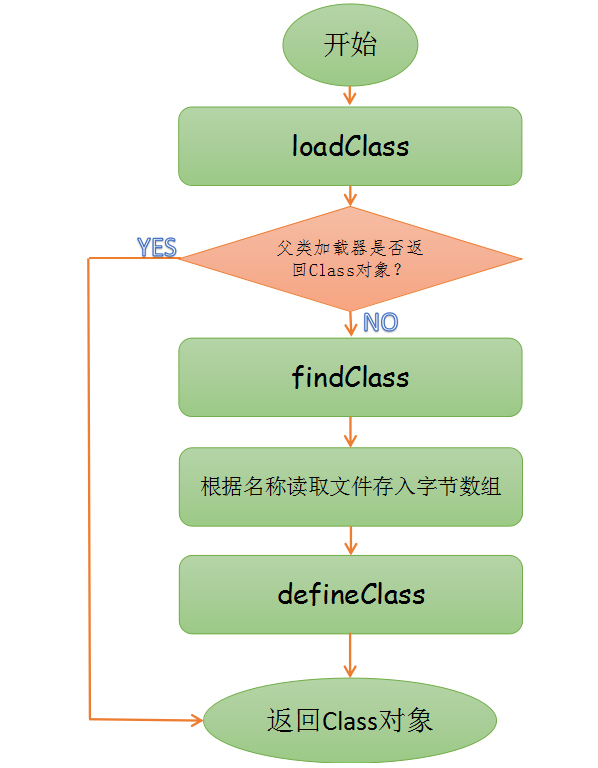 开始
loadClass
YES
父类加载器是否返
回Class对象？
NO
findClass
根据名称读取文件存入字节数组
defineClass
返回Class对象